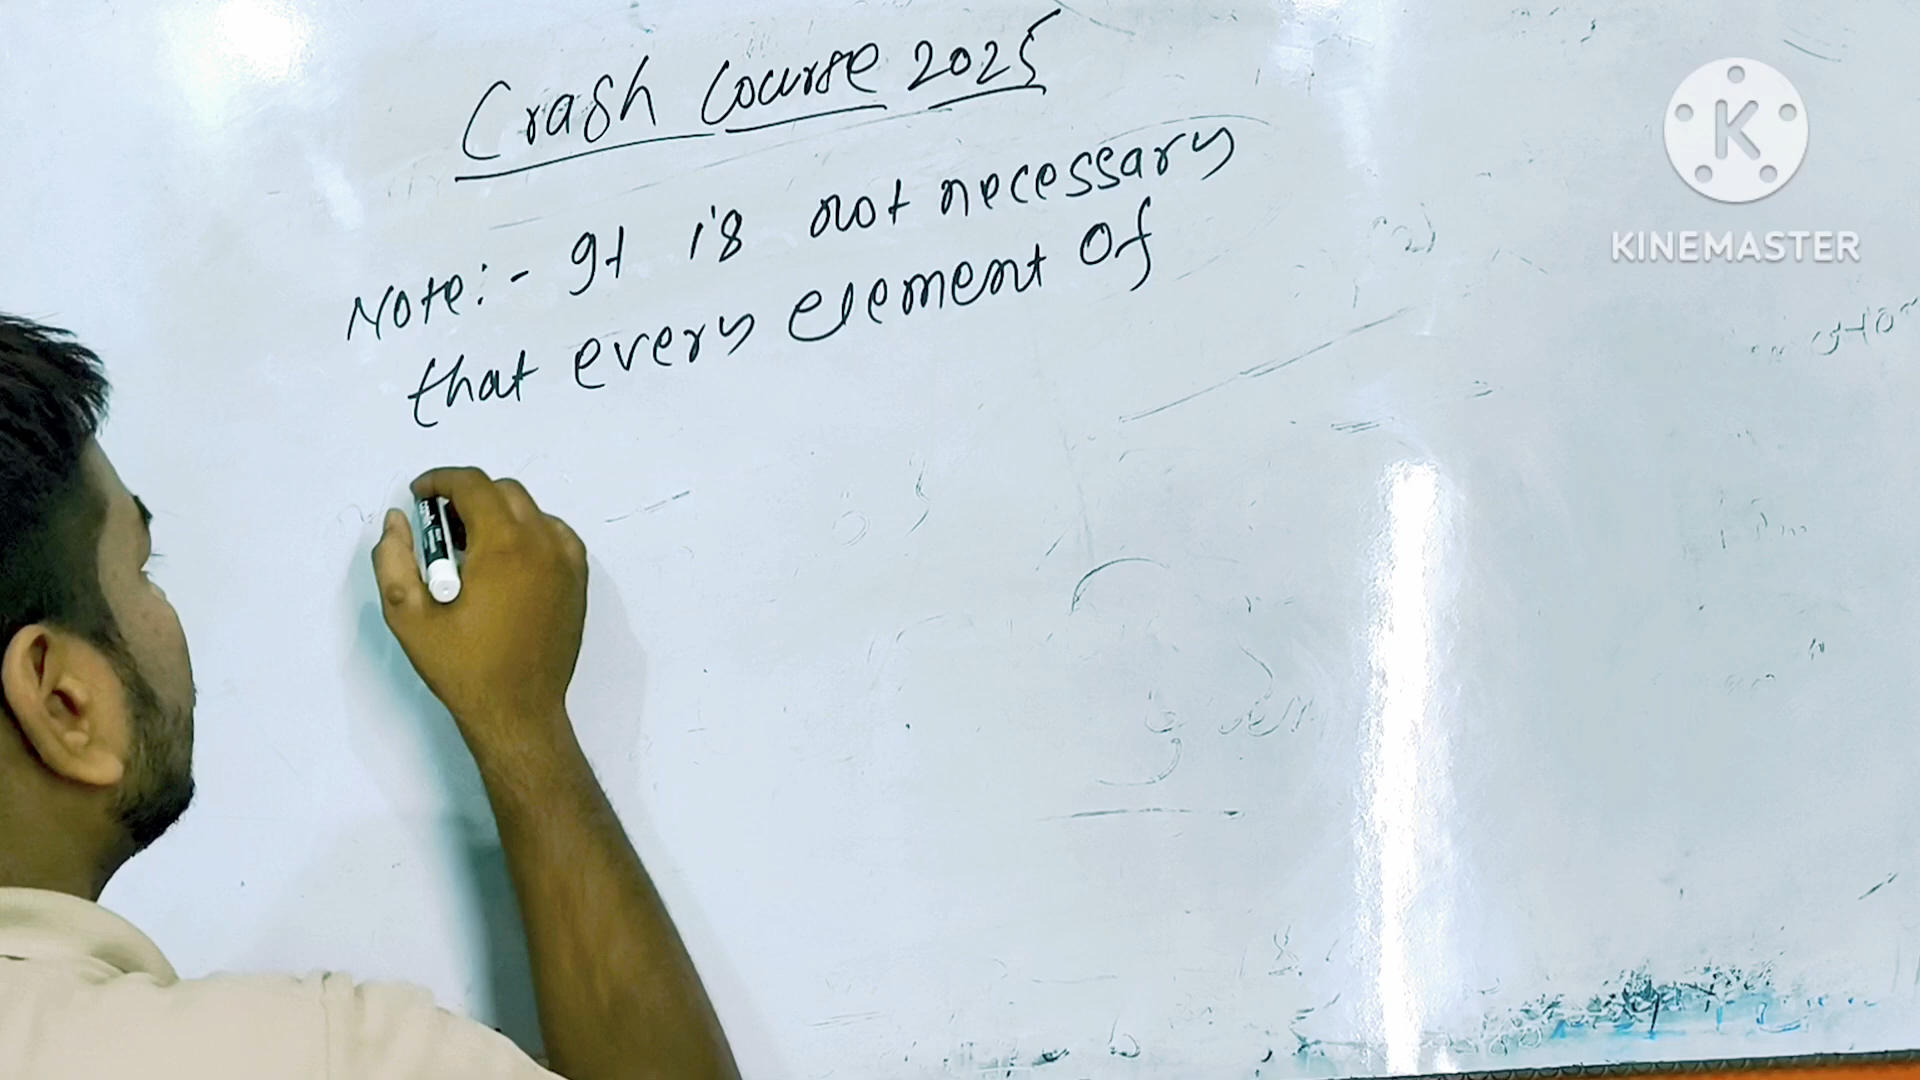 Crash Course 2025
Note:- It is not necessary
that every element of
K
KINEMASTER